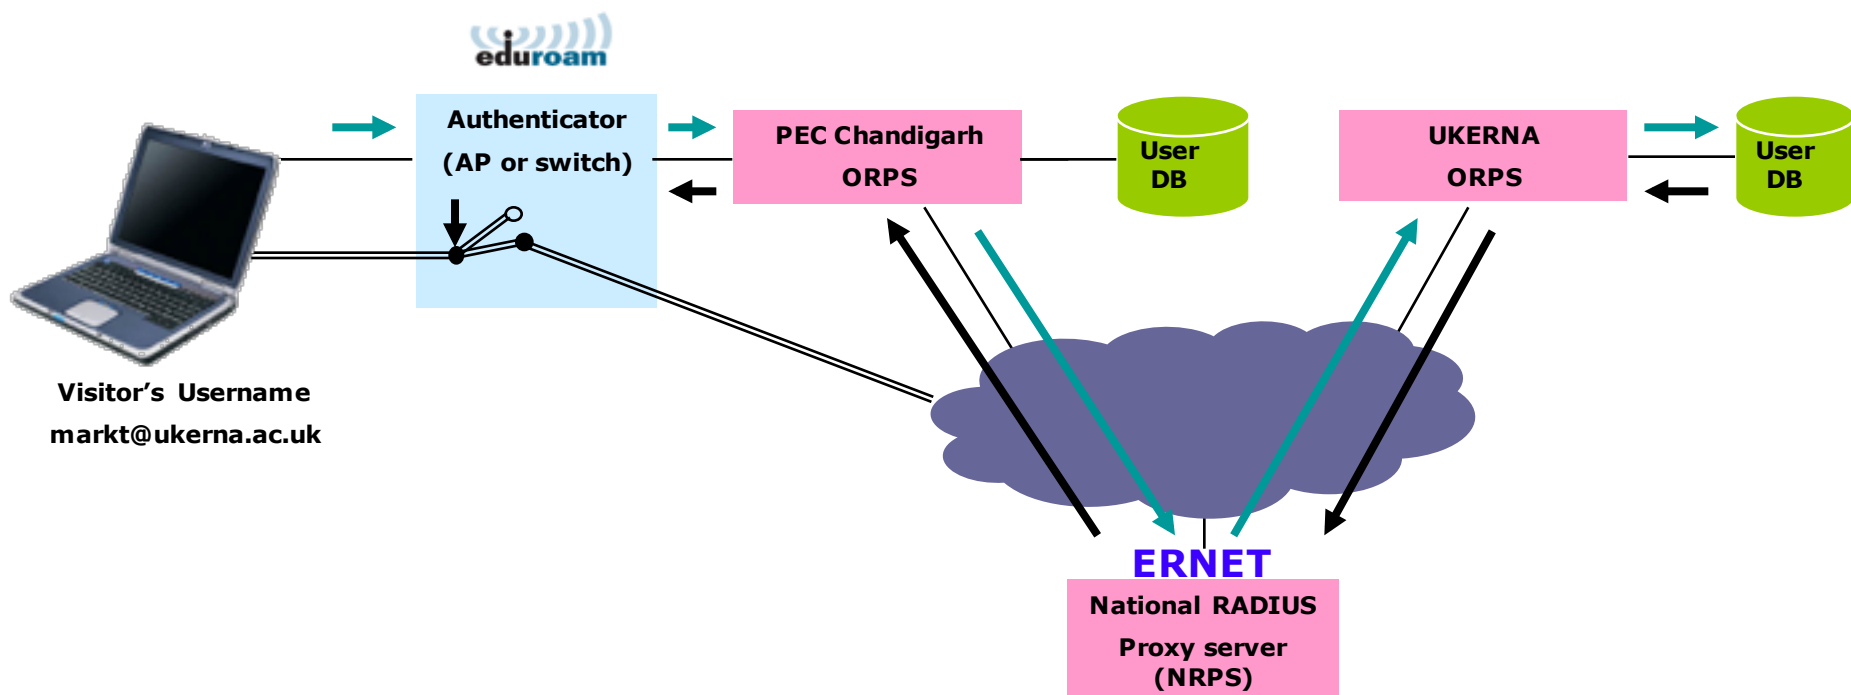 eduroam
Authenticator
(AP or switch)
PEC Chandigarh
ORPS
User
DB
UKERNA
ORPS
User
DB
Visitor’s Username
markt@ukerna.ac.uk
ERNET
National RADIUS
Proxy server
(NRPS)